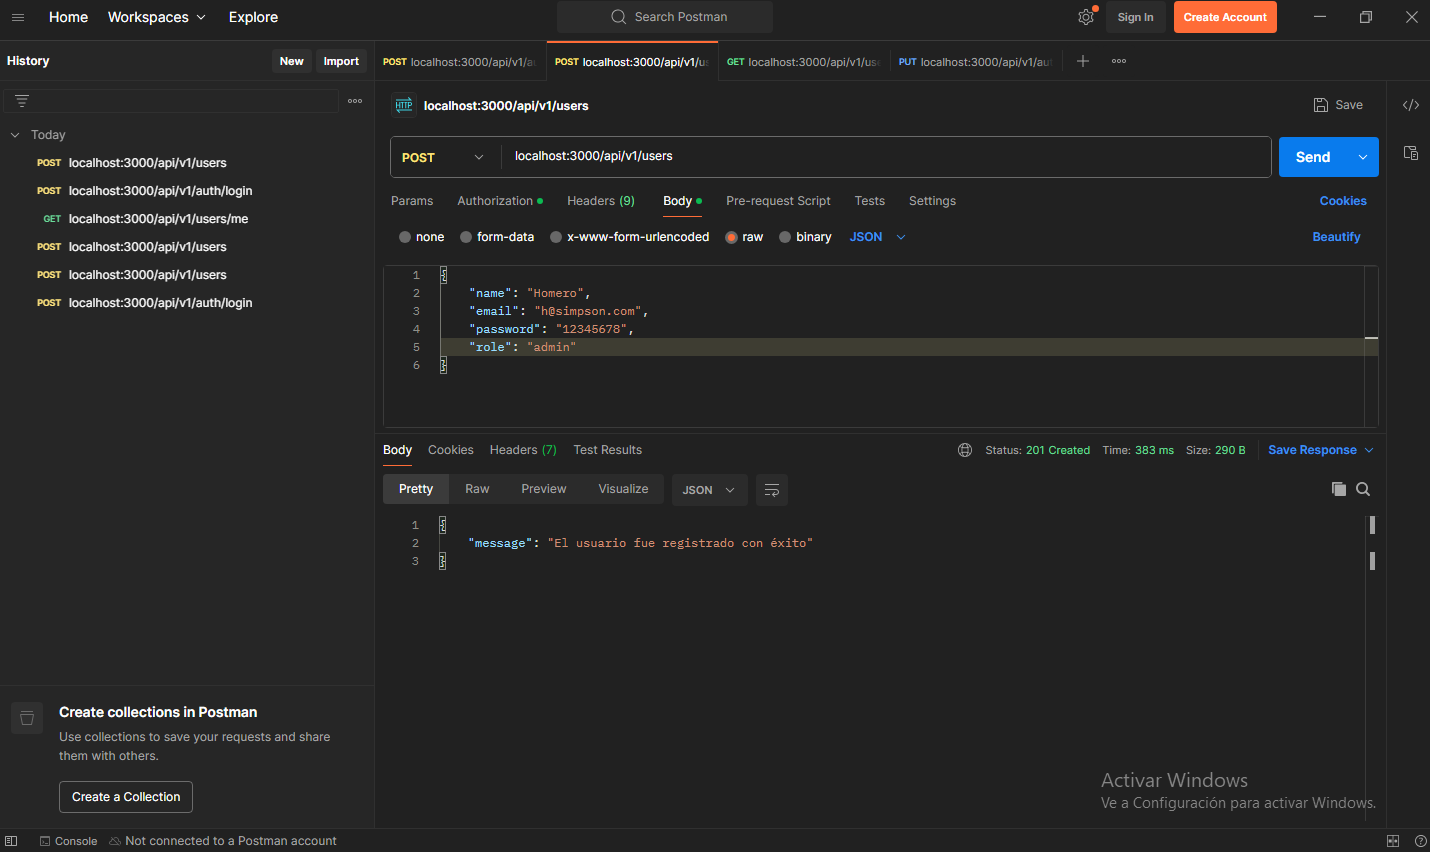 Home Workspaces Explore Search Postman Sign In Create Account
History New Import
POST localhost:3000/api/v1/a POST localhost:3000/api/v1/us GET localhost:3000/api/v1/use PUT localhost:3000/api/v1/aut
HTTP localhost:3000/api/v1/users Save
Today
POST localhost:3000/api/v1/users
POST localhost:3000/api/v1/auth/login
GET localhost:3000/api/v1/users/me
POST localhost:3000/api/v1/users
POST localhost:3000/api/v1/users
POST localhost:3000/api/v1/auth/login
POST localhost:3000/api/v1/users Send
Params Authorization Headers (9) Body Pre-request Script Tests Settings Cookies
none form-data x-www-form-urlencoded raw binary JSON Beautify
1 {
2 "name": "Homero",
3 "email": "h@simpson.com",
4 "password": "12345678",
5 "role": "admin"
6 }
Body Cookies Headers (7) Test Results Status: 201 Created Time: 383 ms Size: 290 B Save Response
Pretty Raw Preview Visualize JSON
1 {
2 "message": "El usuario fue registrado con éxito"
3 }
Create collections in Postman
Use collections to save your requests and share
them with others.
Create a Collection
Activar Windows
Ve a Configuración para activar Windows.
Console Not connected to a Postman account